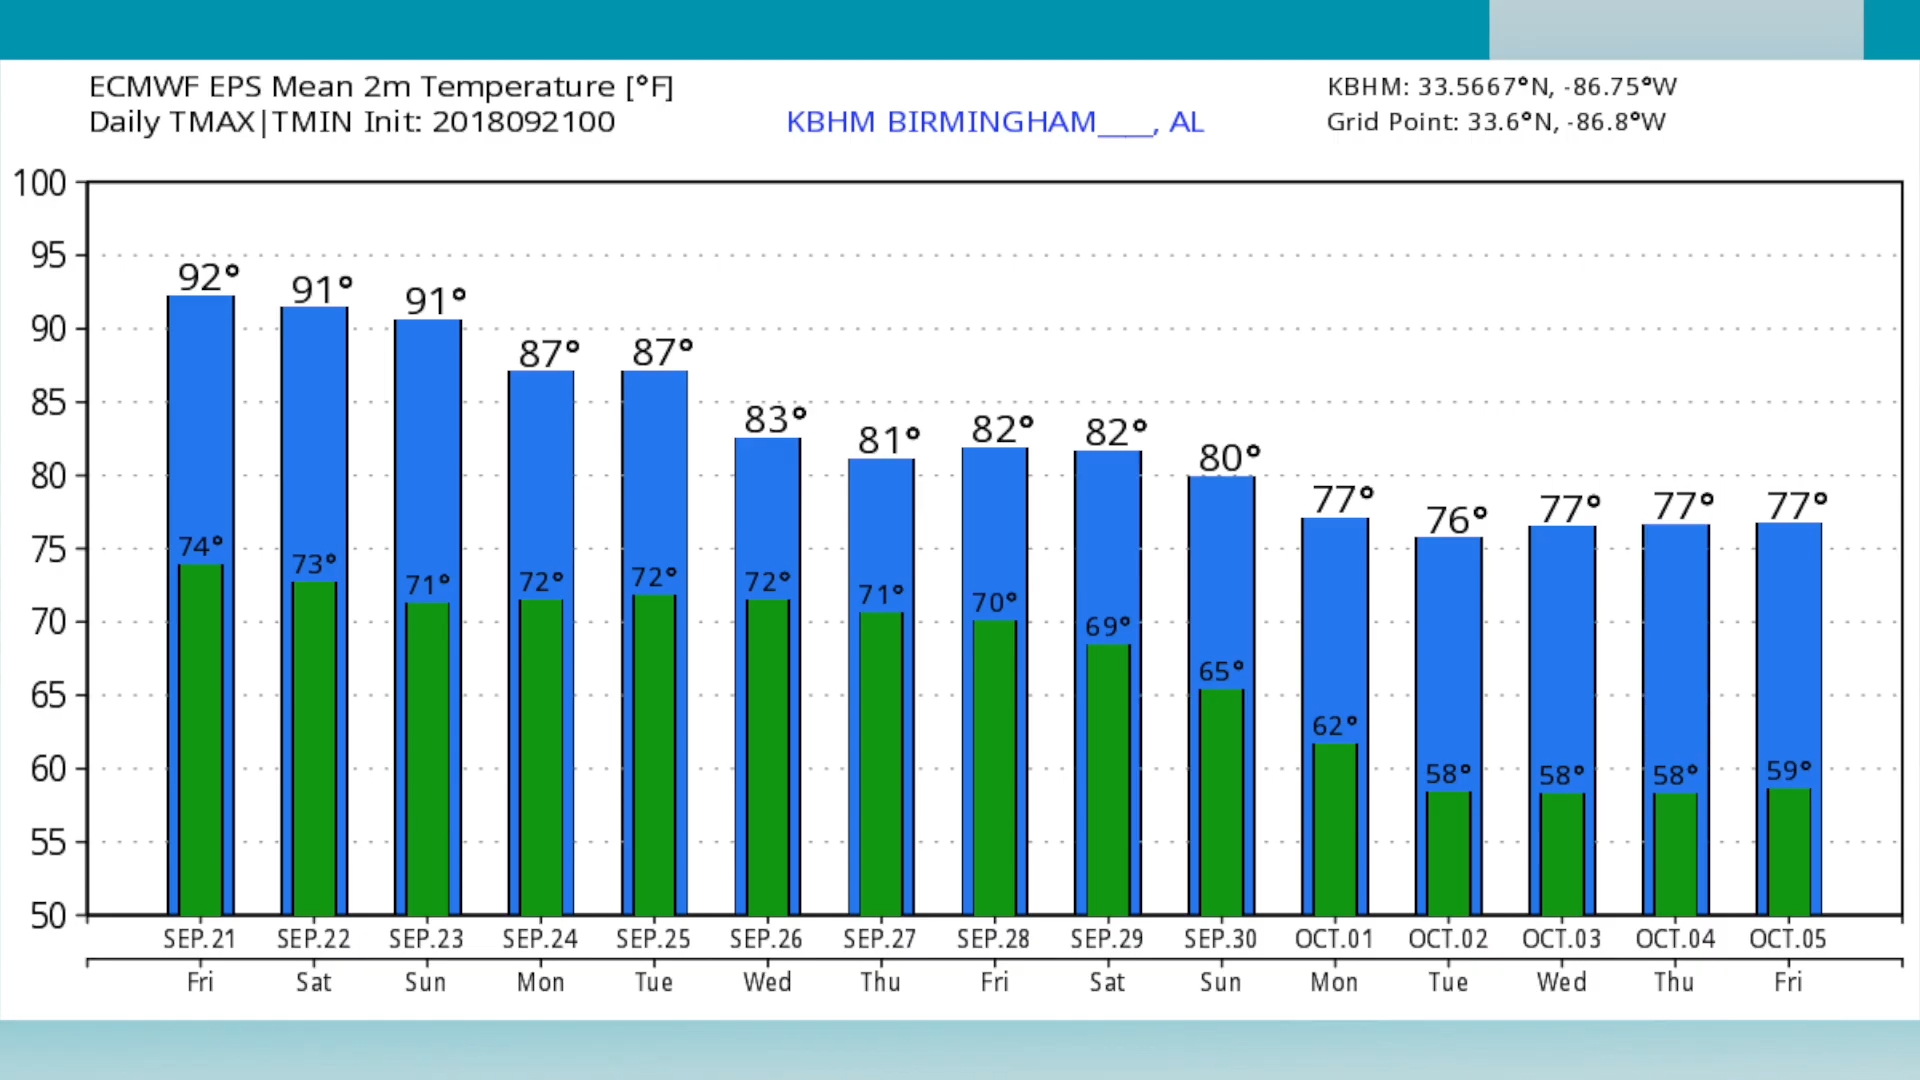 ECMWF EPS Mean 2m Temperature [°F]
Daily TMAX|TMIN Init: 2018092100
KBHM BIRMINGHAM____, AL
KBHM: 33.5667°N, -86.75°W
Grid Point: 33.6°N, -86.8°W
100
95
90
85
80
75
70
65
60
55
50
92° 91° 91° 87° 87° 83° 81° 82° 82° 80° 77° 76° 77° 77° 77°
74° 73° 71° 72° 72° 72° 71° 70° 69° 65° 62° 58° 58° 58° 59°
SEP.21 SEP.22 SEP.23 SEP.24 SEP.25 SEP.26 SEP.27 SEP.28 SEP.29 SEP.30 OCT.01 OCT.02 OCT.03 OCT.04 OCT.05
Fri Sat Sun Mon Tue Wed Thu Fri Sat Sun Mon Tue Wed Thu Fri